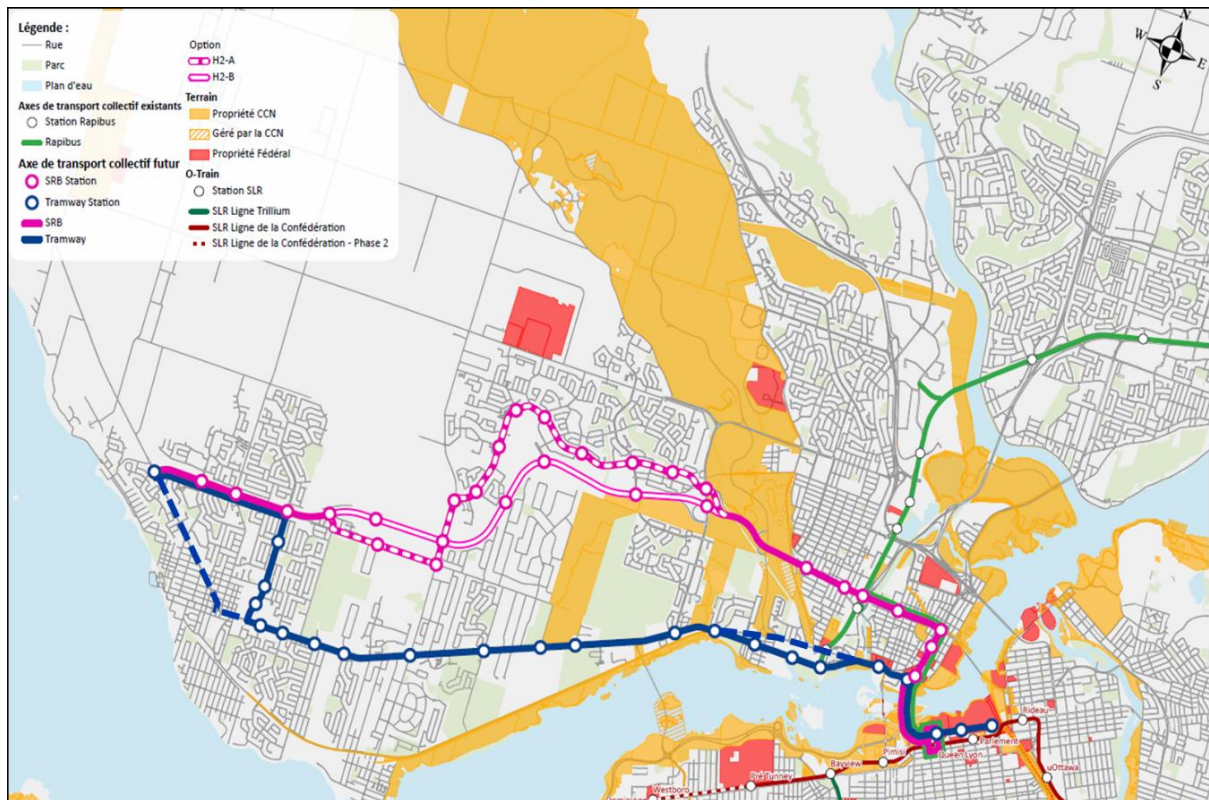 Légende :
Rue
Parc
Plan d'eau
Axes de transport collectif existants
Station Rapibus
Rapibus
Axe de transport collectif futur
SRB Station
Tramway Station
SRB
Tramway
Option
H2-A
H2-B
Terrain
Propriété CCN
Géré par la CCN
Propriété Fédéral
O-Train
Station SLR
SLR Ligne Trillium
SLR Ligne de la Confédération
SLR Ligne de la Confédération - Phase 2
N
W
E
S
Rideau
Parlement
Queen Lyon
Pimisi
Bayview
uOttawa
Pré Tunney
Westboro